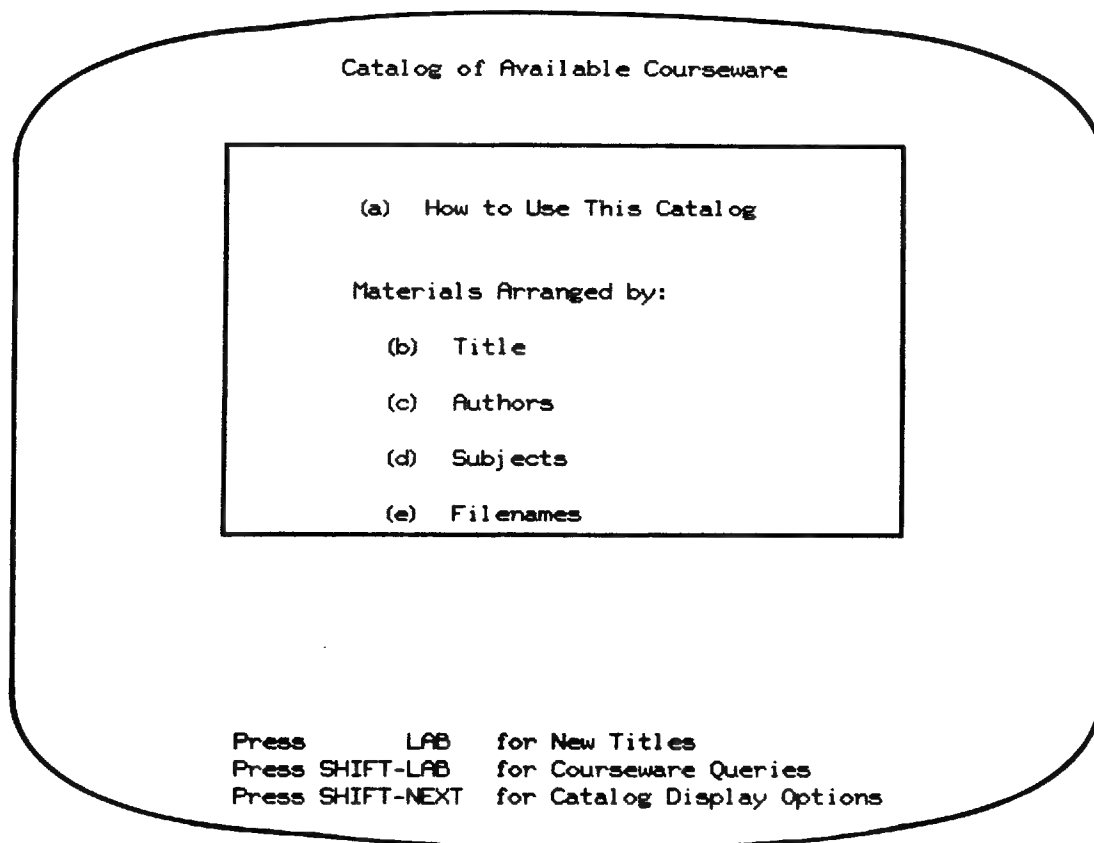 Catalog of Available Courseware
(a) How to Use This Catalog
Materials Arranged by:
(b) Title
(c) Authors
(d) Subjects
(e) Filenames
Press LAB for New Titles
Press SHIFT-LAB for Courseware Queries
Press SHIFT-NEXT for Catalog Display Options